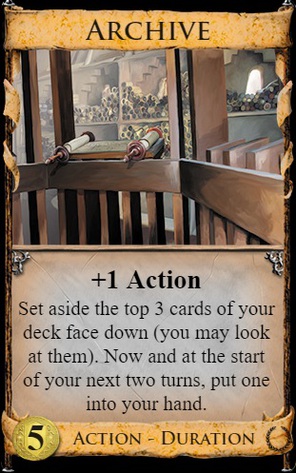 ARCHIVE
+1 Action
Set aside the top 3 cards of your
deck face down (you may look
at them). Now and at the start
of your next two turns, put one
into your hand.
5 ACTION - DURATION